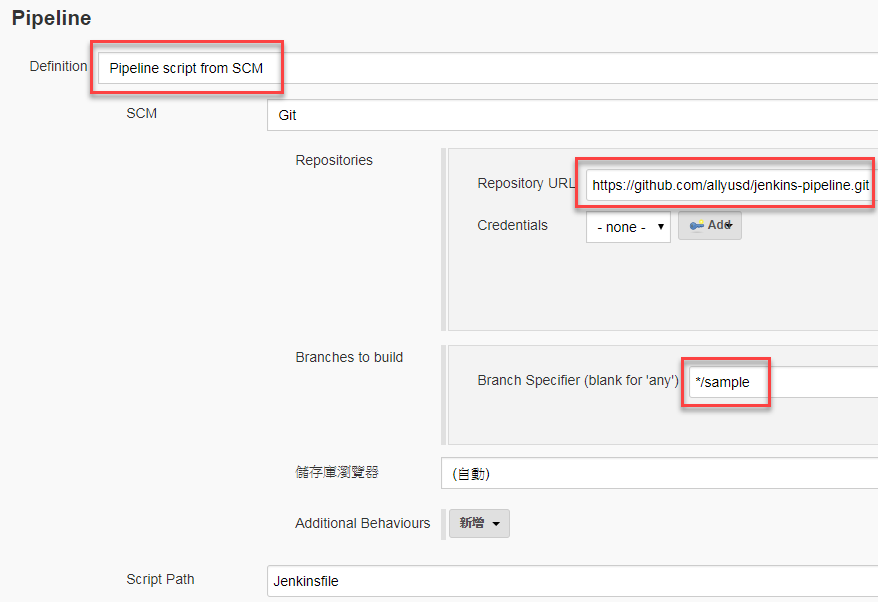 Pipeline
Definition Pipeline script from SCM
SCM Git
Repositories
Repository URL https://github.com/allyusd/jenkins-pipeline.git
Credentials - none - Add
Branches to build
Branch Specifier (blank for 'any') */sample
儲存庫瀏覽器 (自動)
Additional Behaviours 新增
Script Path Jenkinsfile